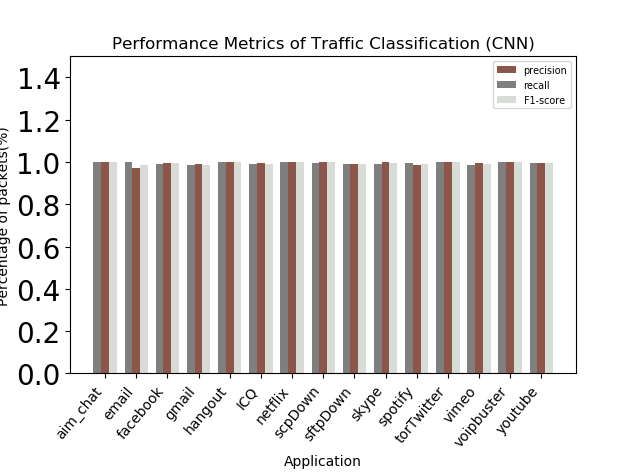 Performance Metrics of Traffic Classification (CNN)
precision
recall
F1-score
1.4
1.2
1.0
0.8
0.6
0.4
0.2
0.0
Percentage of packets(%)
aim_chat
email
facebook
gmail
hangout
ICQ
netflix
scpDown
sftpDown
skype
spotify
torTwitter
vimeo
voipbuster
youtube
Application